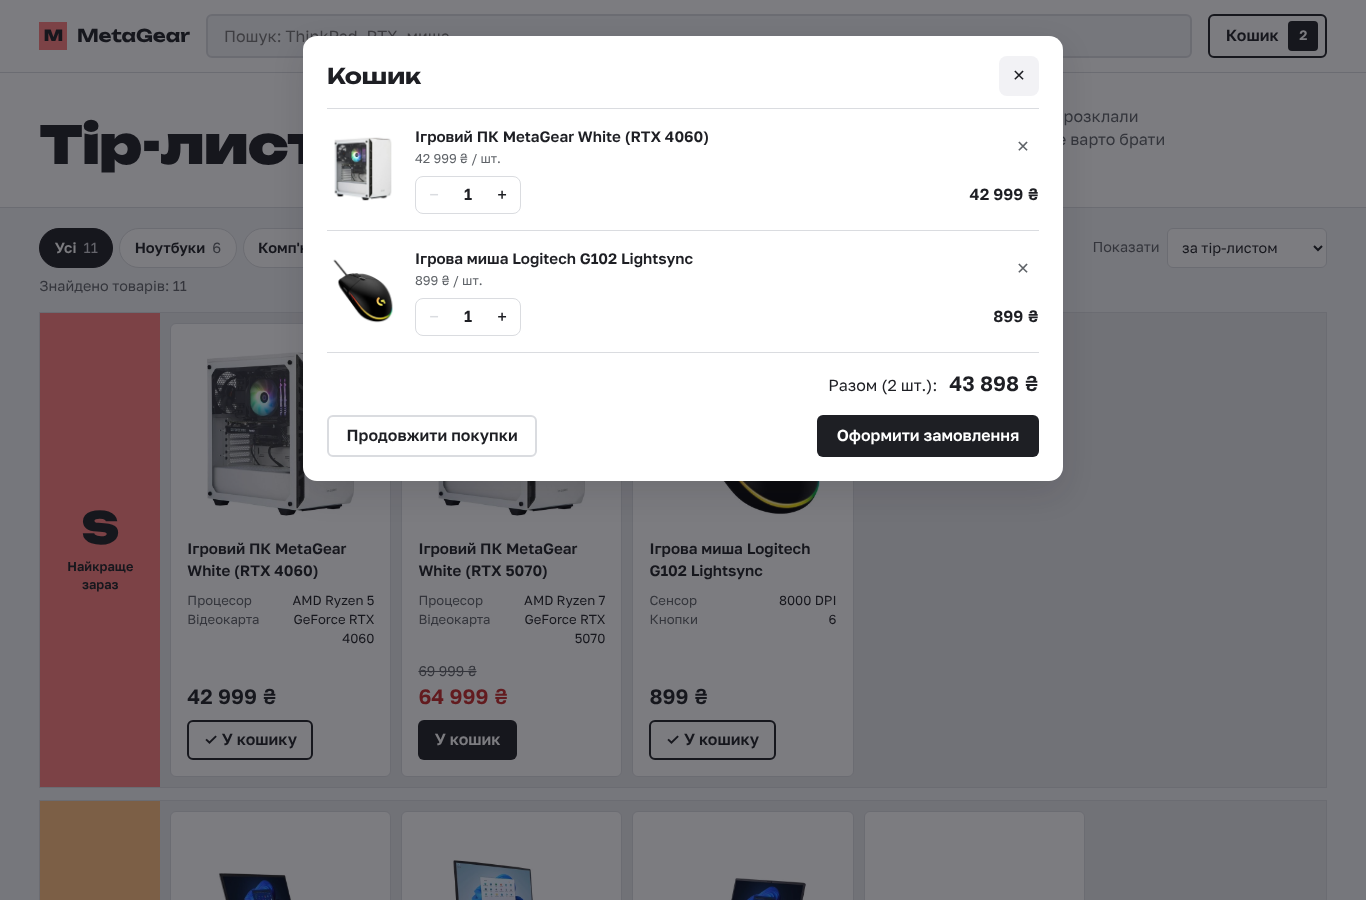 M MetaGear
Пошук: ThinkPad, RTX, миша
Кошик 2
Кошик
✕
Ігровий ПК MetaGear White (RTX 4060)
42 999 ₴ / шт.
✕
− 1 +
42 999 ₴
Ігрова миша Logitech G102 Lightsync
899 ₴ / шт.
✕
− 1 +
899 ₴
Разом (2 шт.): 43 898 ₴
Продовжити покупки
Оформити замовлення
Тір-лист
розклали
варто брати
Усі 11
Ноутбуки 6
Показати
за тір-листом
Знайдено товарів: 11
S
Найкраще
зараз
Ігровий ПК MetaGear
White (RTX 4060)
Процесор AMD Ryzen 5
Відеокарта GeForce RTX
4060
42 999 ₴
✓ У кошику
Ігровий ПК MetaGear
White (RTX 5070)
Процесор AMD Ryzen 7
Відеокарта GeForce RTX
5070
69 999 ₴
64 999 ₴
У кошик
Ігрова миша Logitech
G102 Lightsync
Сенсор 8000 DPI
Кнопки 6
899 ₴
✓ У кошику